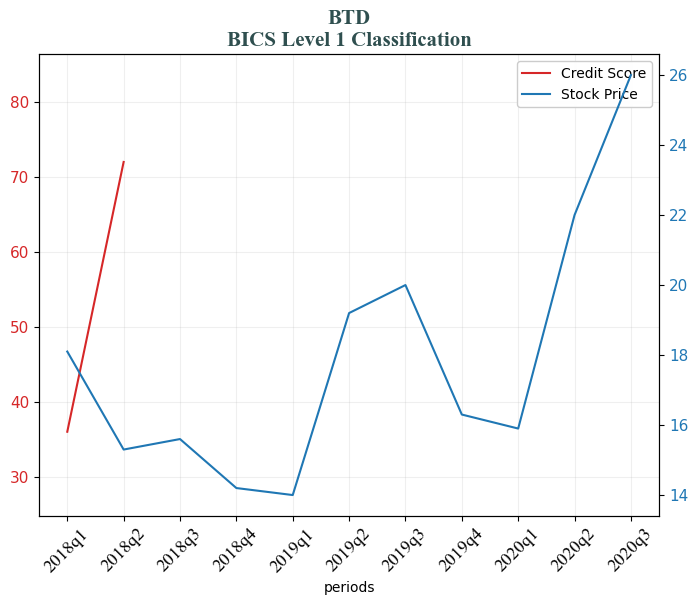 BTD
BICS Level 1 Classification
Credit Score
Stock Price
80
70
60
50
40
30
26
24
22
20
18
16
14
2018q1
2018q2
2018q3
2018q4
2019q1
2019q2
2019q3
2019q4
2020q1
2020q2
2020q3
periods